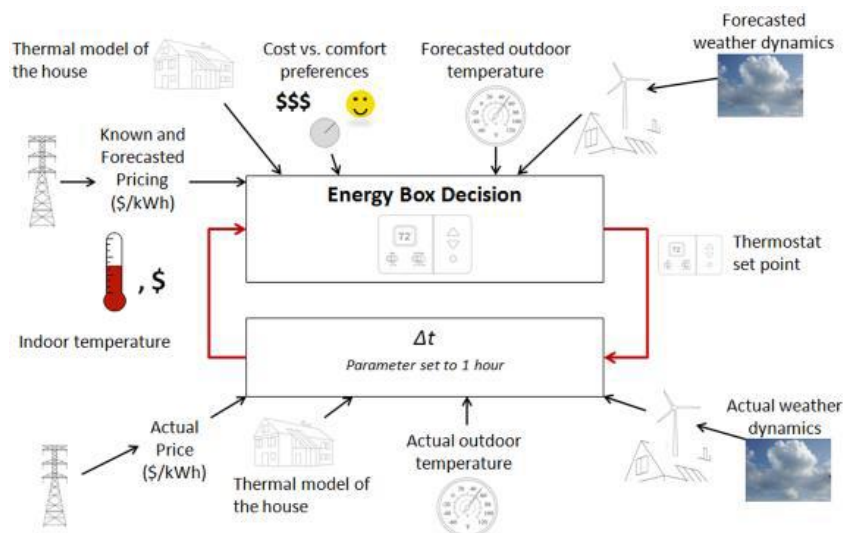 Thermal model of
the house
Cost vs. comfort
preferences
$$$
Forecasted outdoor
temperature
Forecasted
weather dynamics
Known and
Forecasted
Pricing
($/kWh)
Energy Box Decision
72
72
Thermostat
set point
, $
Indoor temperature
Δt
Parameter set to 1 hour
Actual
Price
($/kWh)
Thermal model of
the house
Actual outdoor
temperature
Actual weather
dynamics